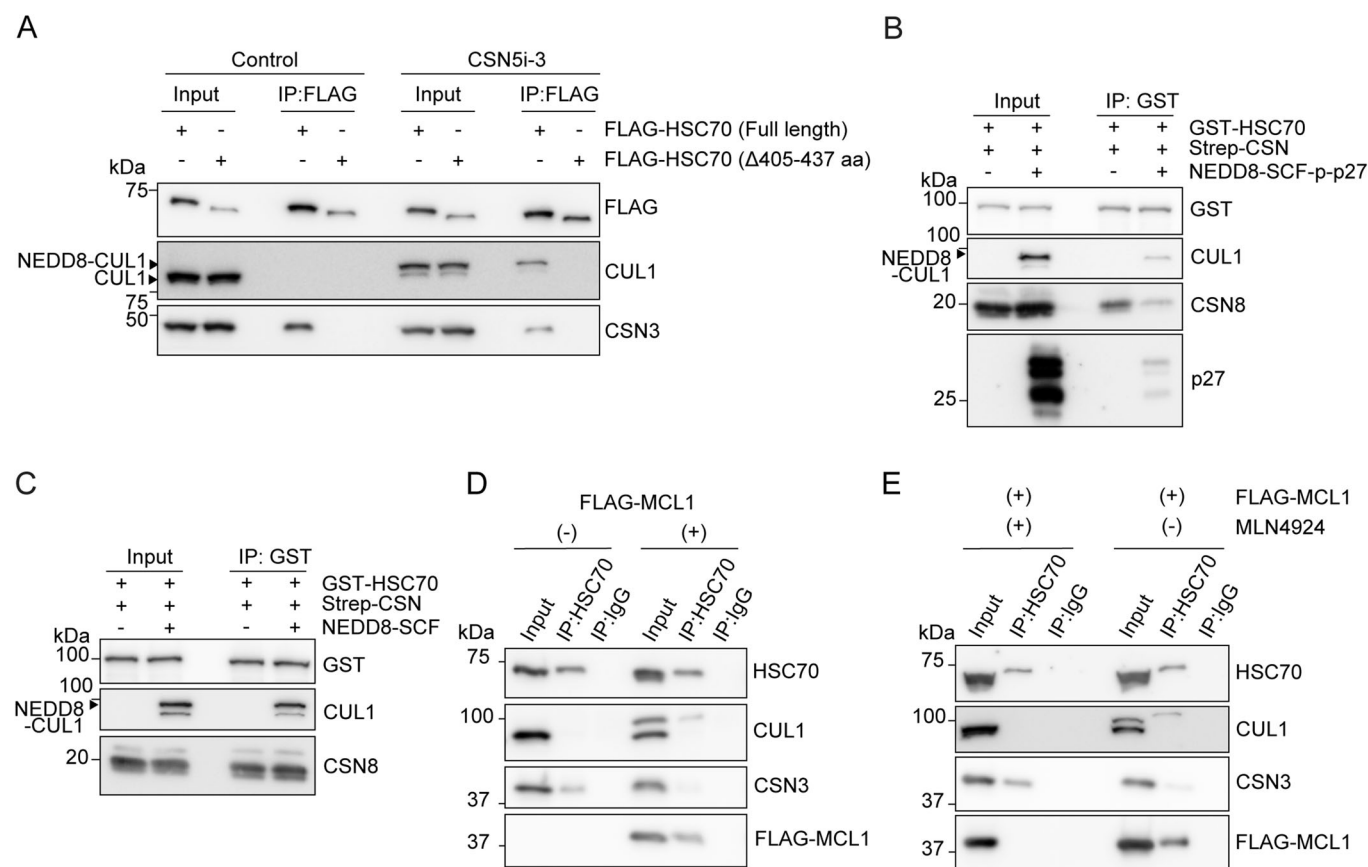 A
Control CSN5i-3
Input IP:FLAG Input IP:FLAG
+ - + - + - + - FLAG-HSC70 (Full length)
- + - + - + - + FLAG-HSC70 (Δ405-437 aa)
kDa
75
FLAG
NEDD8-CUL1
CUL1
CUL1
75
50
CSN3
B
Input IP: GST
+ + + + GST-HSC70
+ + + + Strep-CSN
- + - + NEDD8-SCF-p-p27
kDa
100
GST
100
NEDD8
-CUL1
CUL1
20
CSN8
p27
25
C
Input IP: GST
+ + + + GST-HSC70
+ + + + Strep-CSN
- + - + NEDD8-SCF
kDa
100
GST
100
NEDD8
-CUL1
CUL1
20
CSN8
D
FLAG-MCL1
(-) (+)
Input IP:HSC70 IP:IgG Input IP:HSC70 IP:IgG
kDa
75
HSC70
100
CUL1
CSN3
37
37
FLAG-MCL1
E
(+) (+) FLAG-MCL1
(+) (-) MLN4924
Input IP:HSC70 IP:IgG Input IP:HSC70 IP:IgG
kDa
75
HSC70
100
CUL1
CSN3
37
37
FLAG-MCL1